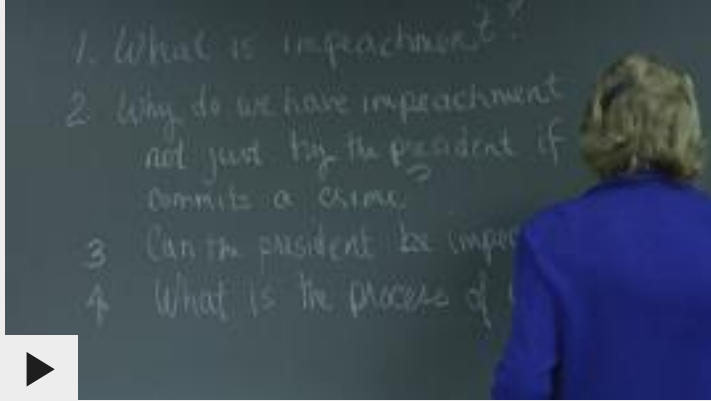 1. What is impeachment?
2 Why do we have impeachment
not just try the president if
commits a crime
3 Can the president be impea
4 What is the process of